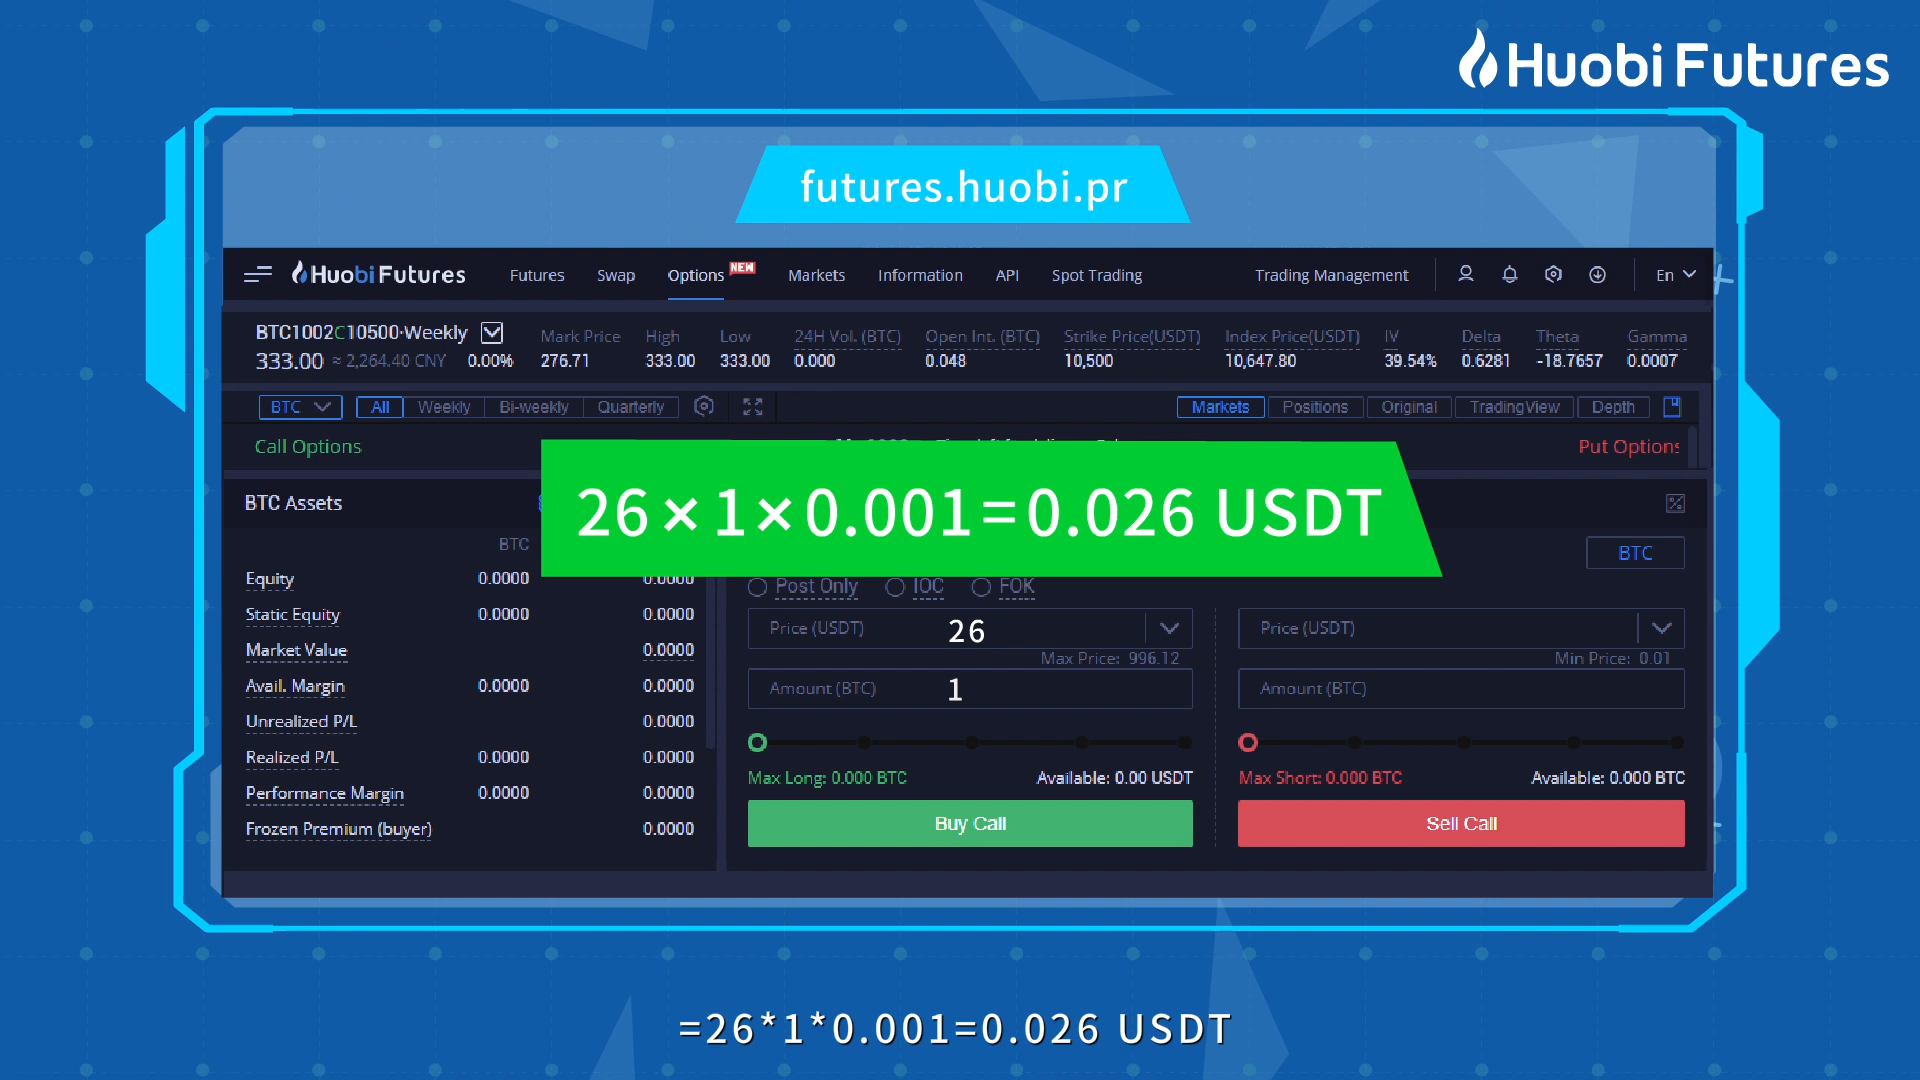 Huobi Futures
futures.huobi.pr
Huobi Futures Futures Swap Options NEW Markets Information API Spot Trading Trading Management En
BTC1002C10500·Weekly Mark Price High Low 24H Vol. (BTC) Open Int. (BTC) Strike Price(USDT) Index Price(USDT) IV Delta Theta Gamma
333.00 ≈ 2,264.40 CNY 0.00% 276.71 333.00 333.00 0.000 0.048 10,500 10,647.80 39.54% 0.6281 -18.7657 0.0007
BTC All Weekly Bi-weekly Quarterly Markets Positions Original TradingView Depth
Call Options Put Options
BTC Assets
26×1×0.001=0.026 USDT
BTC
BTC
Equity 0.0000 0.0000
Post Only IOC FOK
Static Equity 0.0000 0.0000
Price (USDT) 26 Price (USDT)
Market Value 0.0000
Max Price: 996.12 Min Price: 0.01
Avail. Margin 0.0000 0.0000
Amount (BTC) 1 Amount (BTC)
Unrealized P/L 0.0000
Realized P/L 0.0000 0.0000
Max Long: 0.000 BTC Available: 0.00 USDT Max Short: 0.000 BTC Available: 0.000 BTC
Performance Margin 0.0000 0.0000
Frozen Premium (buyer) 0.0000
Buy Call Sell Call
=26*1*0.001=0.026 USDT